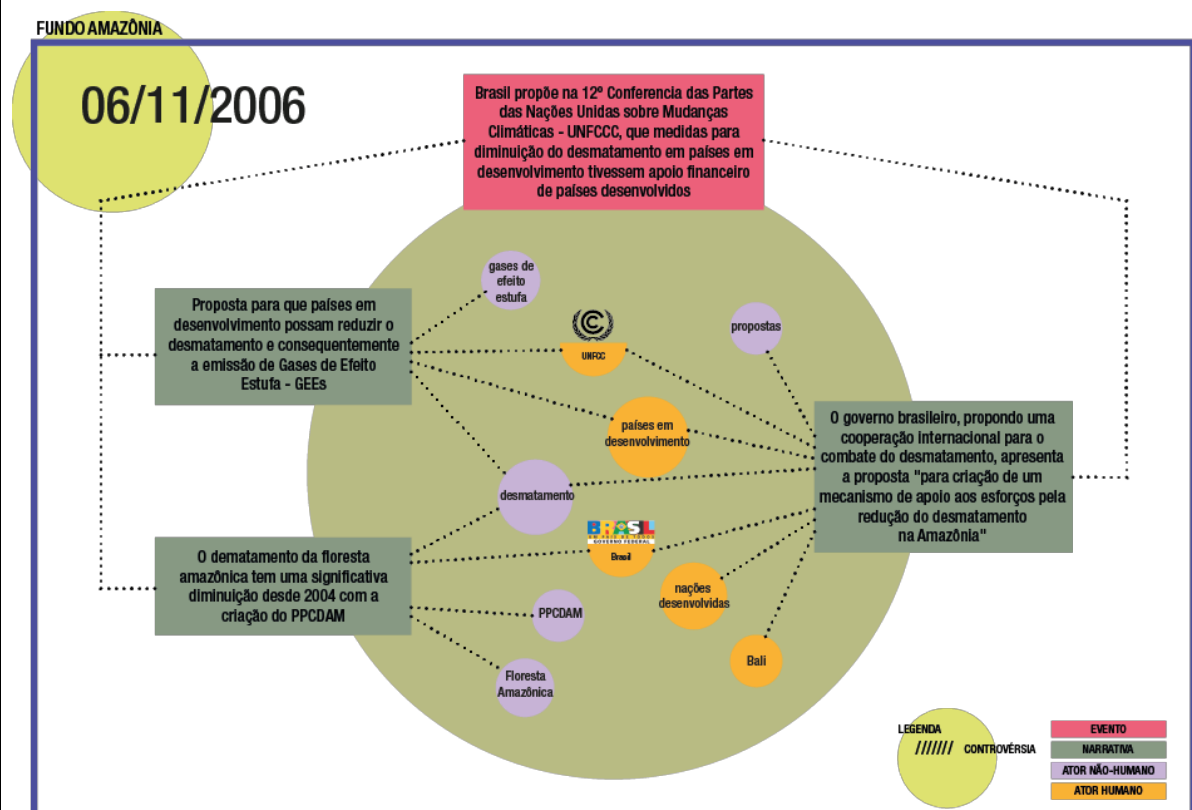 FUNDO AMAZÔNIA
06/11/2006
Brasil propõe na 12º Conferencia das Partes
das Nações Unidas sobre Mudanças
Climáticas - UNFCCC, que medidas para
diminuição do desmatamento em países em
desenvolvimento tivessem apoio financeiro
de países desenvolvidos
gases de
efeito
estufa
Proposta para que países em
desenvolvimento possam reduzir o
desmatamento e consequentemente
a emissão de Gases de Efeito
Estufa - GEEs
UNFCC
propostas
países em
desenvolvimento
O governo brasileiro, propondo uma
cooperação internacional para o
combate do desmatamento, apresenta
a proposta "para criação de um
mecanismo de apoio aos esforços pela
redução do desmatamento
na Amazônia"
desmatamento
BRASIL
UM PAÍS DE TODOS
GOVERNO FEDERAL
Brasil
O dematamento da floresta
amazônica tem uma significativa
diminuição desde 2004 com a
criação do PPCDAM
nações
desenvolvidas
PPCDAM
Bali
Floresta
Amazônica
LEGENDA
/////// CONTROVÉRSIA
EVENTO
NARRATIVA
ATOR NÃO-HUMANO
ATOR HUMANO